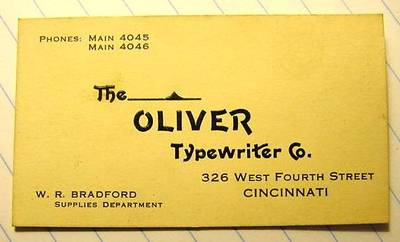 PHONES: MAIN 4045
MAIN 4046
The
OLIVER
Typewriter Co.
326 WEST FOURTH STREET
CINCINNATI
W. R. BRADFORD
SUPPLIES DEPARTMENT